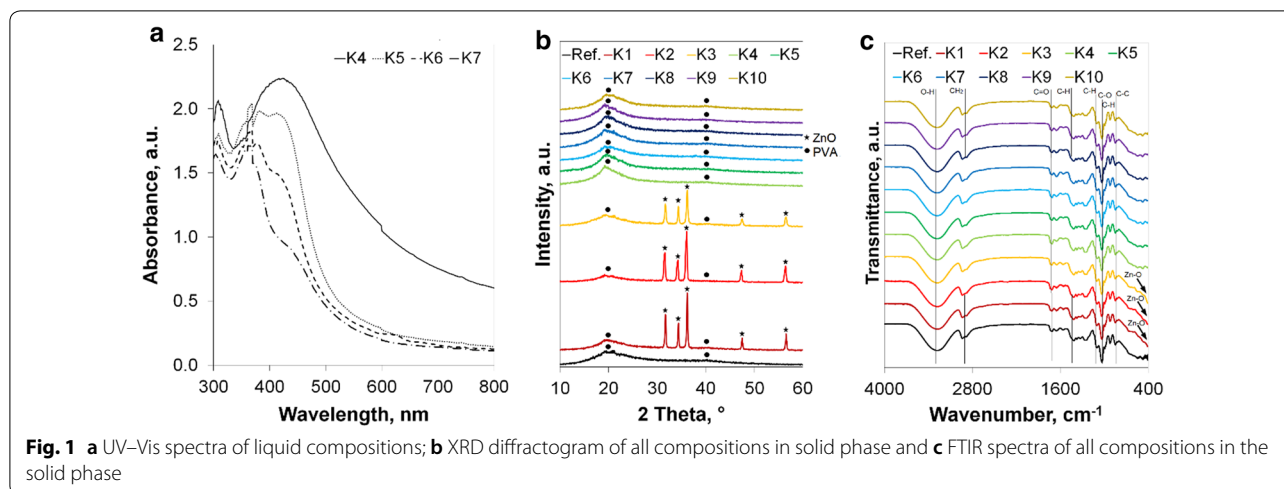 a
2.5
2.0
1.5
1.0
0.5
0.0
Absorbance, a.u.
K4 K5 K6 K7
300 400 500 600 700 800
Wavelength, nm
b
Ref. K1 K2 K3 K4 K5
K6 K7 K8 K9 K10
Intensity, a.u.
ZnO
PVA
10 20 30 40 50 60
2 Theta, °
c
Ref. K1 K2 K3 K4 K5
K6 K7 K8 K9 K10
O-H CH₂ C=O C-H C-H C-O C-H C-C
Transmittance, a.u.
Zn-O
Zn-O
Zn-O
4000 2800 1600 400
Wavenumber, cm⁻¹
Fig. 1 a UV–Vis spectra of liquid compositions; b XRD diffractogram of all compositions in solid phase and c FTIR spectra of all compositions in the
solid phase